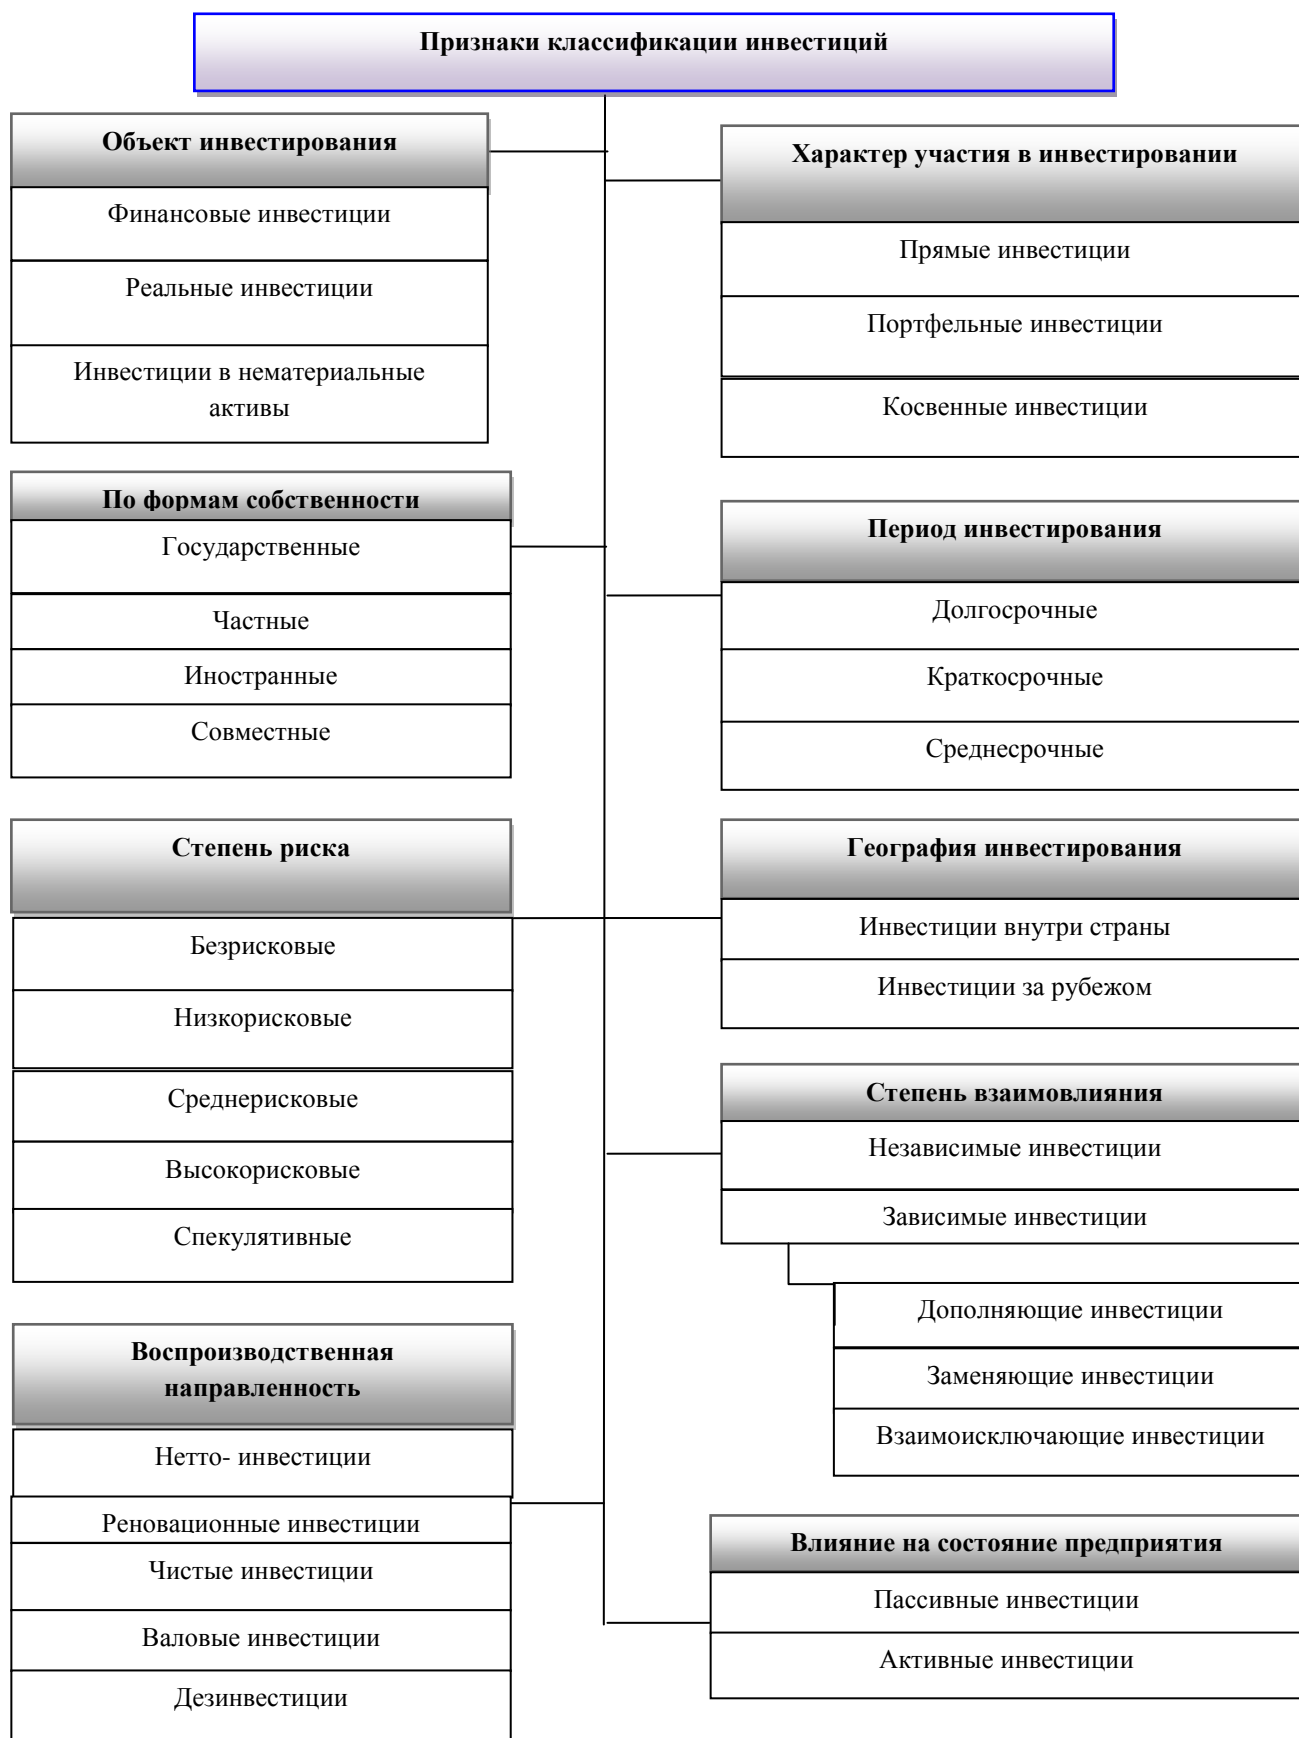 Признаки классификации инвестиций
Объект инвестирования
Финансовые инвестиции
Реальные инвестиции
Инвестиции в нематериальные
активы
По формам собственности
Государственные
Частные
Иностранные
Совместные
Степень риска
Безрисковые
Низкорисковые
Среднерисковые
Высокорисковые
Спекулятивные
Воспроизводственная
направленность
Нетто- инвестиции
Реновационные инвестиции
Чистые инвестиции
Валовые инвестиции
Дезинвестиции
Характер участия в инвестировании
Прямые инвестиции
Портфельные инвестиции
Косвенные инвестиции
Период инвестирования
Долгосрочные
Краткосрочные
Среднесрочные
География инвестирования
Инвестиции внутри страны
Инвестиции за рубежом
Степень взаимовлияния
Независимые инвестиции
Зависимые инвестиции
Дополняющие инвестиции
Заменяющие инвестиции
Взаимоисключающие инвестиции
Влияние на состояние предприятия
Пассивные инвестиции
Активные инвестиции